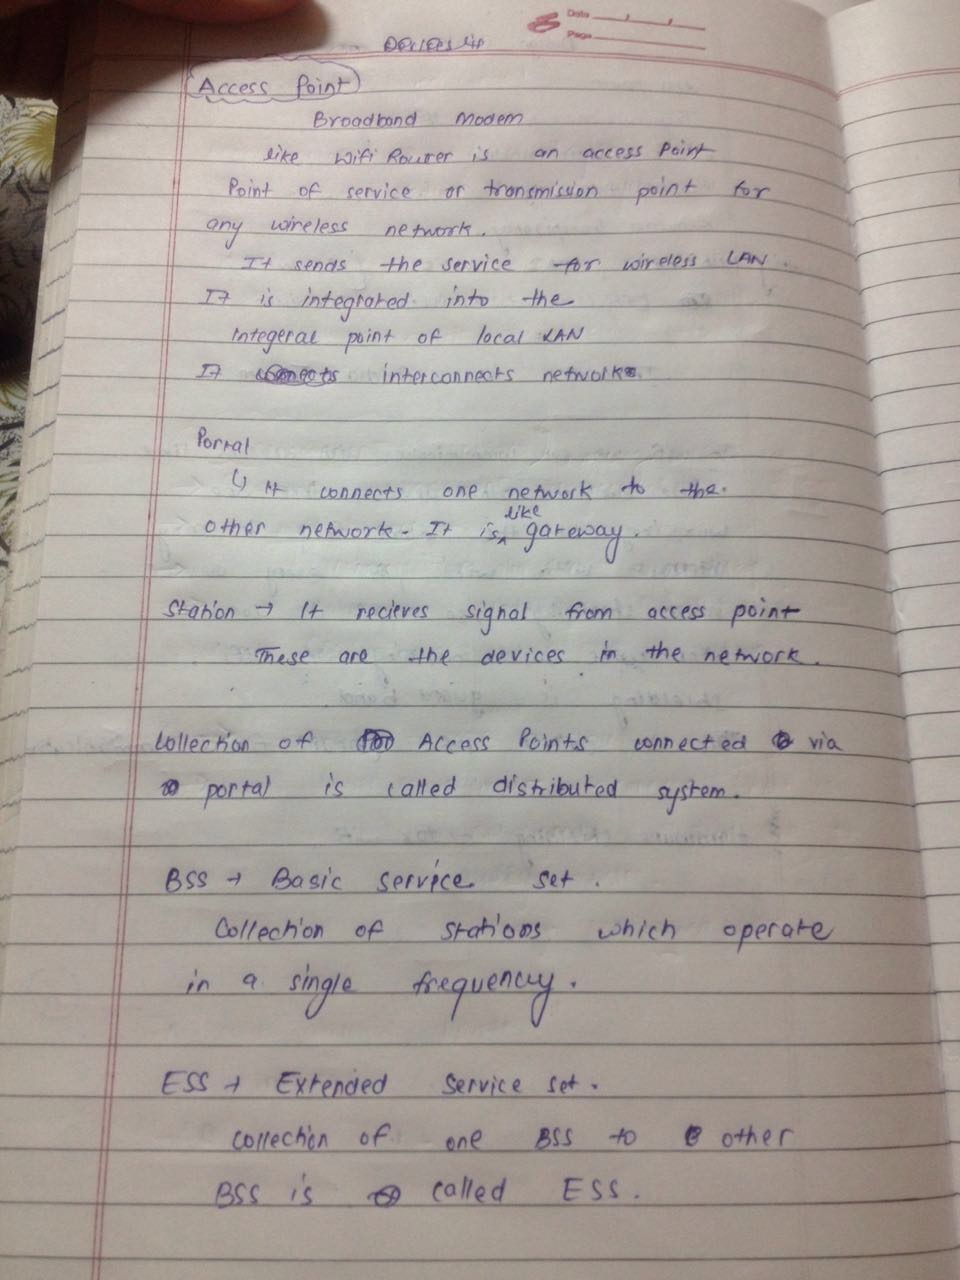 Date
Page
Access Point
Broadband Modem
like Wifi Router is an access point
Point of service or transmission point for
any wireless network.
It sends the service for wireless LAN.
It is integrated into the
Integeral point of local LAN
It interconnects networks.
Portal
↳ It connects one network to the
other network. It is like gateway.
Station → It recieves signal from access point
These are the devices in the network.
Collection of Access Points connected via
portal is called distributed system.
BSS → Basic service set.
Collection of stations which operate
in a single frequency.
ESS → Extended Service set.
Collection of one BSS to other
BSS is called ESS.